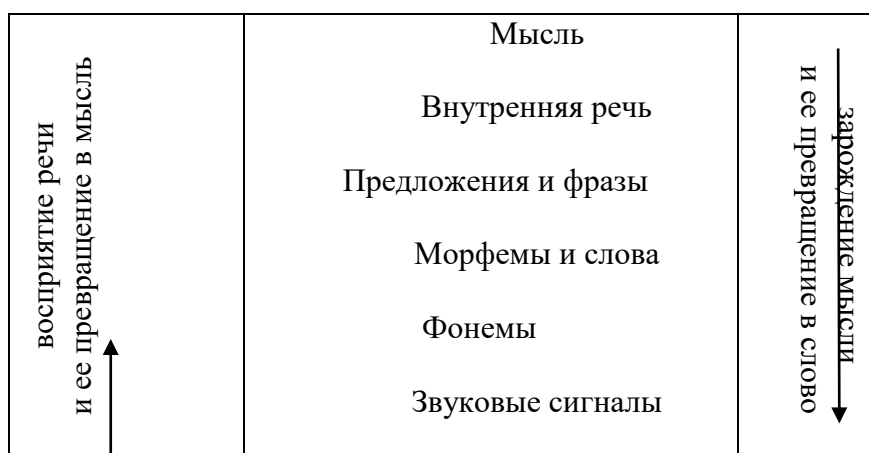 восприятие речи
и ее превращение в мысль
Мысль
Внутренняя речь
Предложения и фразы
Морфемы и слова
Фонемы
Звуковые сигналы
зарождение мысли
и ее превращение в слово